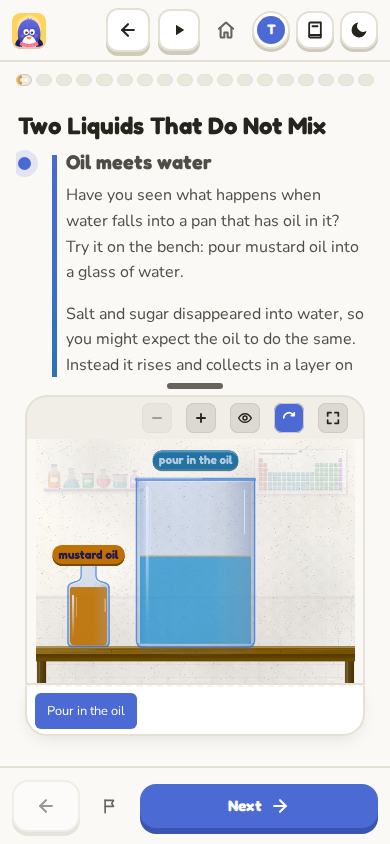 T
Two Liquids That Do Not Mix
Oil meets water
Have you seen what happens when
water falls into a pan that has oil in it?
Try it on the bench: pour mustard oil into
a glass of water.
Salt and sugar disappeared into water, so
you might expect the oil to do the same.
Instead it rises and collects in a layer on
pour in the oil
mustard oil
Pour in the oil
Next